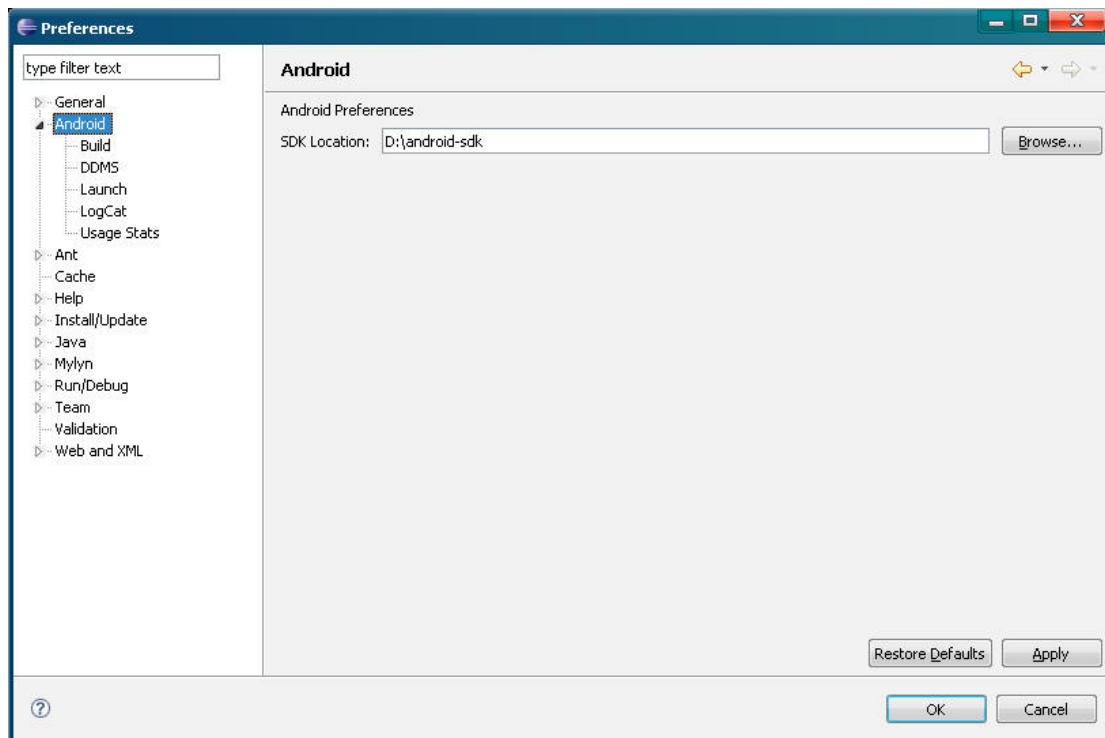 Preferences
type filter text
General
Android
Build
DDMS
Launch
LogCat
Usage Stats
Ant
Cache
Help
Install/Update
Java
Mylyn
Run/Debug
Team
Validation
Web and XML
Android
Android Preferences
SDK Location: D:\android-sdk Browse...
Restore Defaults Apply
OK Cancel